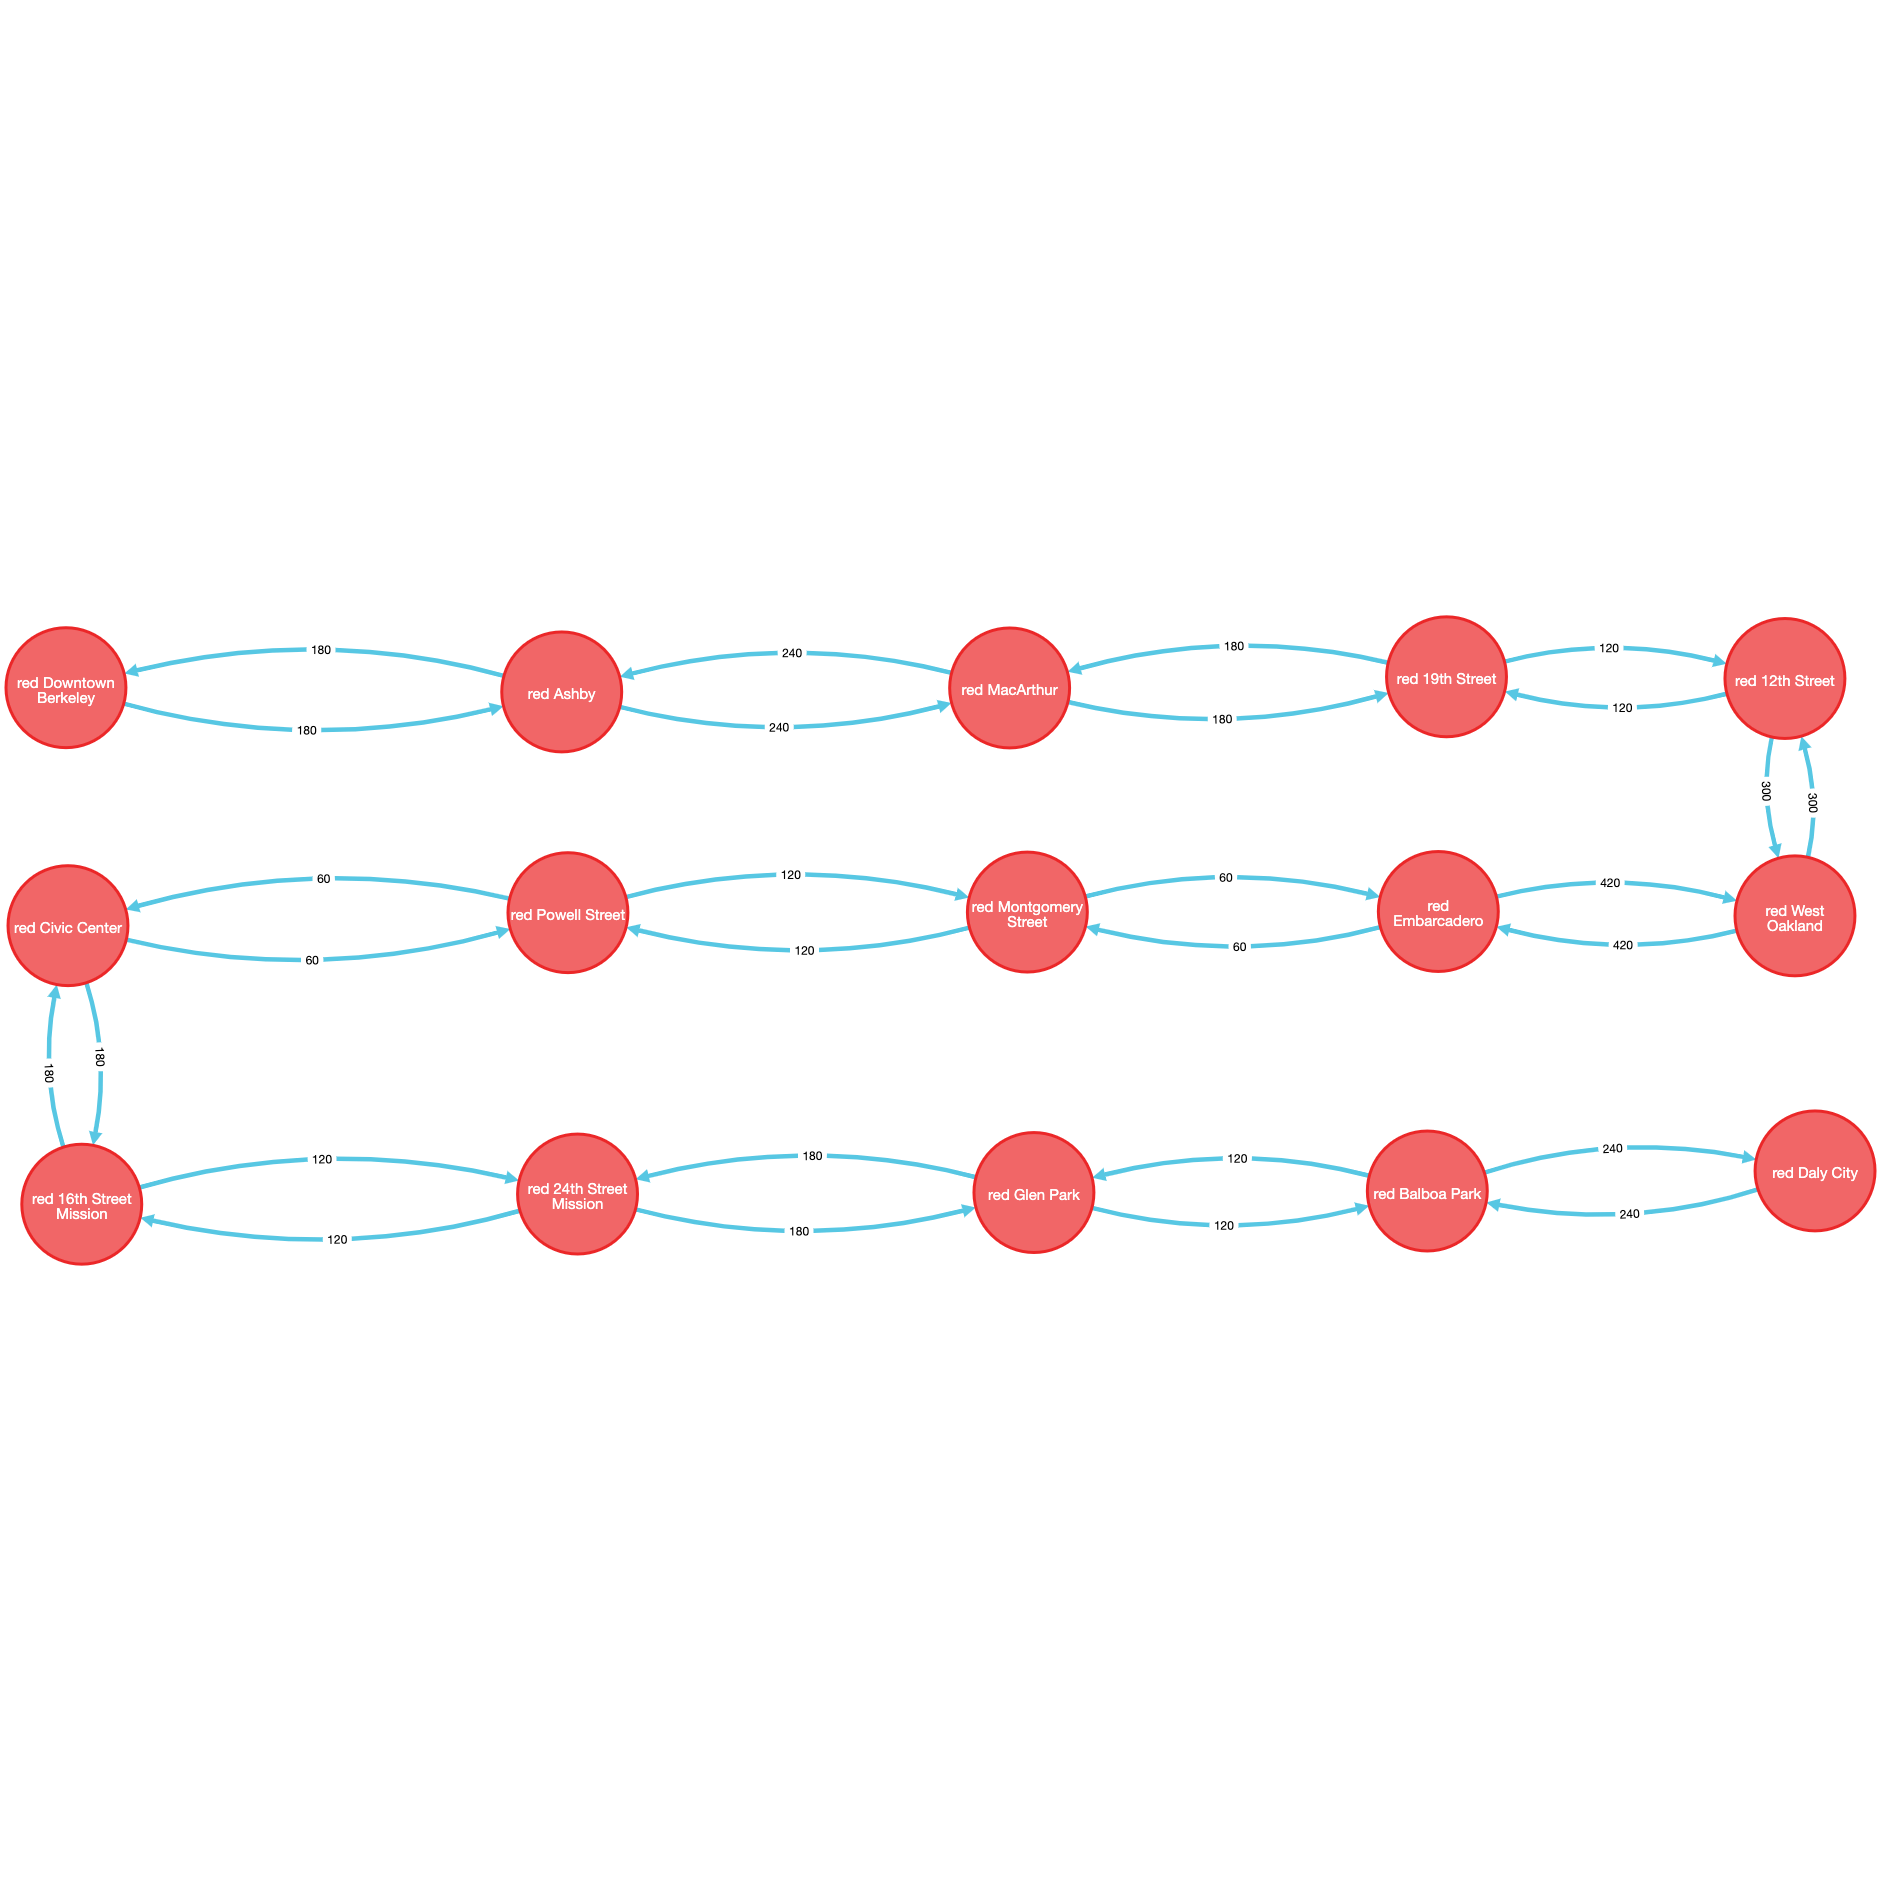 red Downtown
Berkeley
180
180
red Ashby
240
240
red MacArthur
180
180
red 19th Street
120
120
red 12th Street
300
300
red Civic Center
60
60
red Powell Street
120
120
red Montgomery
Street
60
60
red
Embarcadero
420
420
red West
Oakland
180
180
red 16th Street
Mission
120
120
red 24th Street
Mission
180
180
red Glen Park
120
120
red Balboa Park
240
240
red Daly City